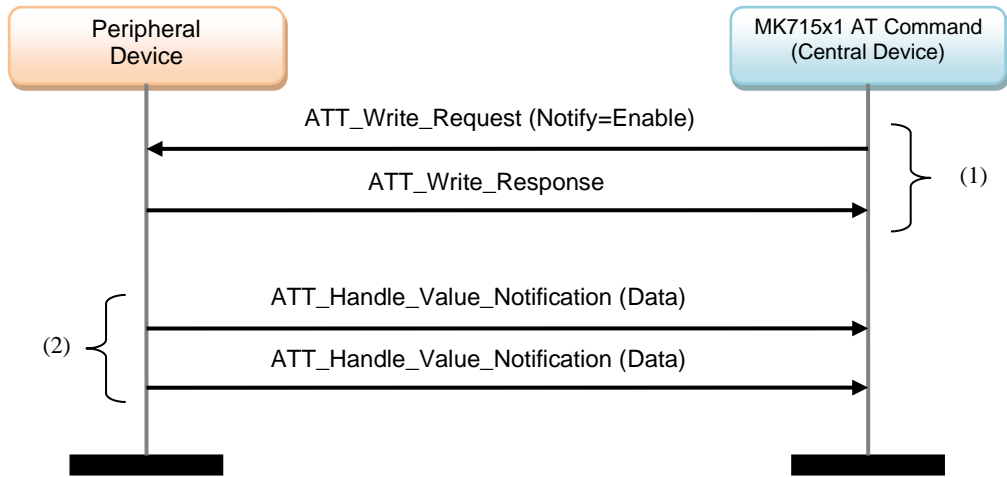 Peripheral
Device
MK715x1 AT Command
(Central Device)
ATT_Write_Request (Notify=Enable)
(1)
ATT_Write_Response
ATT_Handle_Value_Notification (Data)
(2)
ATT_Handle_Value_Notification (Data)